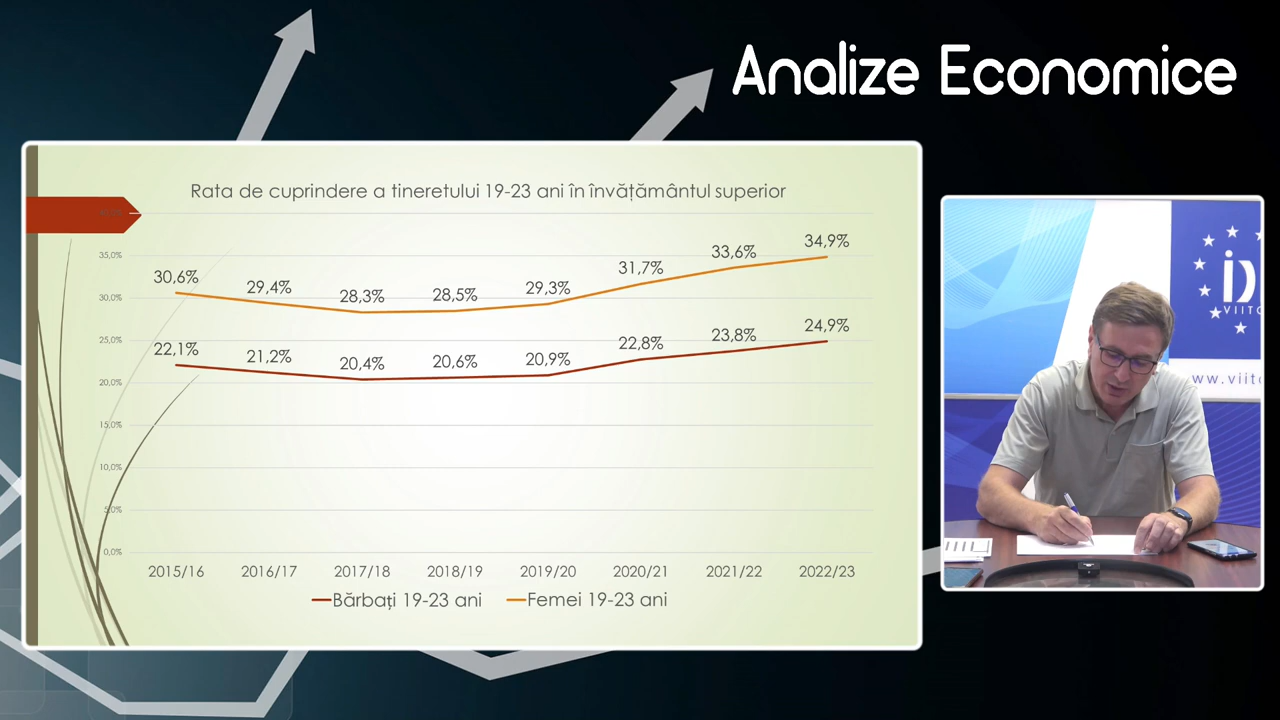 Analize Economice
Rata de cuprindere a tineretului 19-23 ani în învățământul superior
40,0%
35,0%
30,0%
25,0%
20,0%
15,0%
10,0%
5,0%
0,0%
30,6% 29,4% 28,3% 28,5% 29,3% 31,7% 33,6% 34,9%
22,1% 21,2% 20,4% 20,6% 20,9% 22,8% 23,8% 24,9%
2015/16 2016/17 2017/18 2018/19 2019/20 2020/21 2021/22 2022/23
Bărbați 19-23 ani Femei 19-23 ani